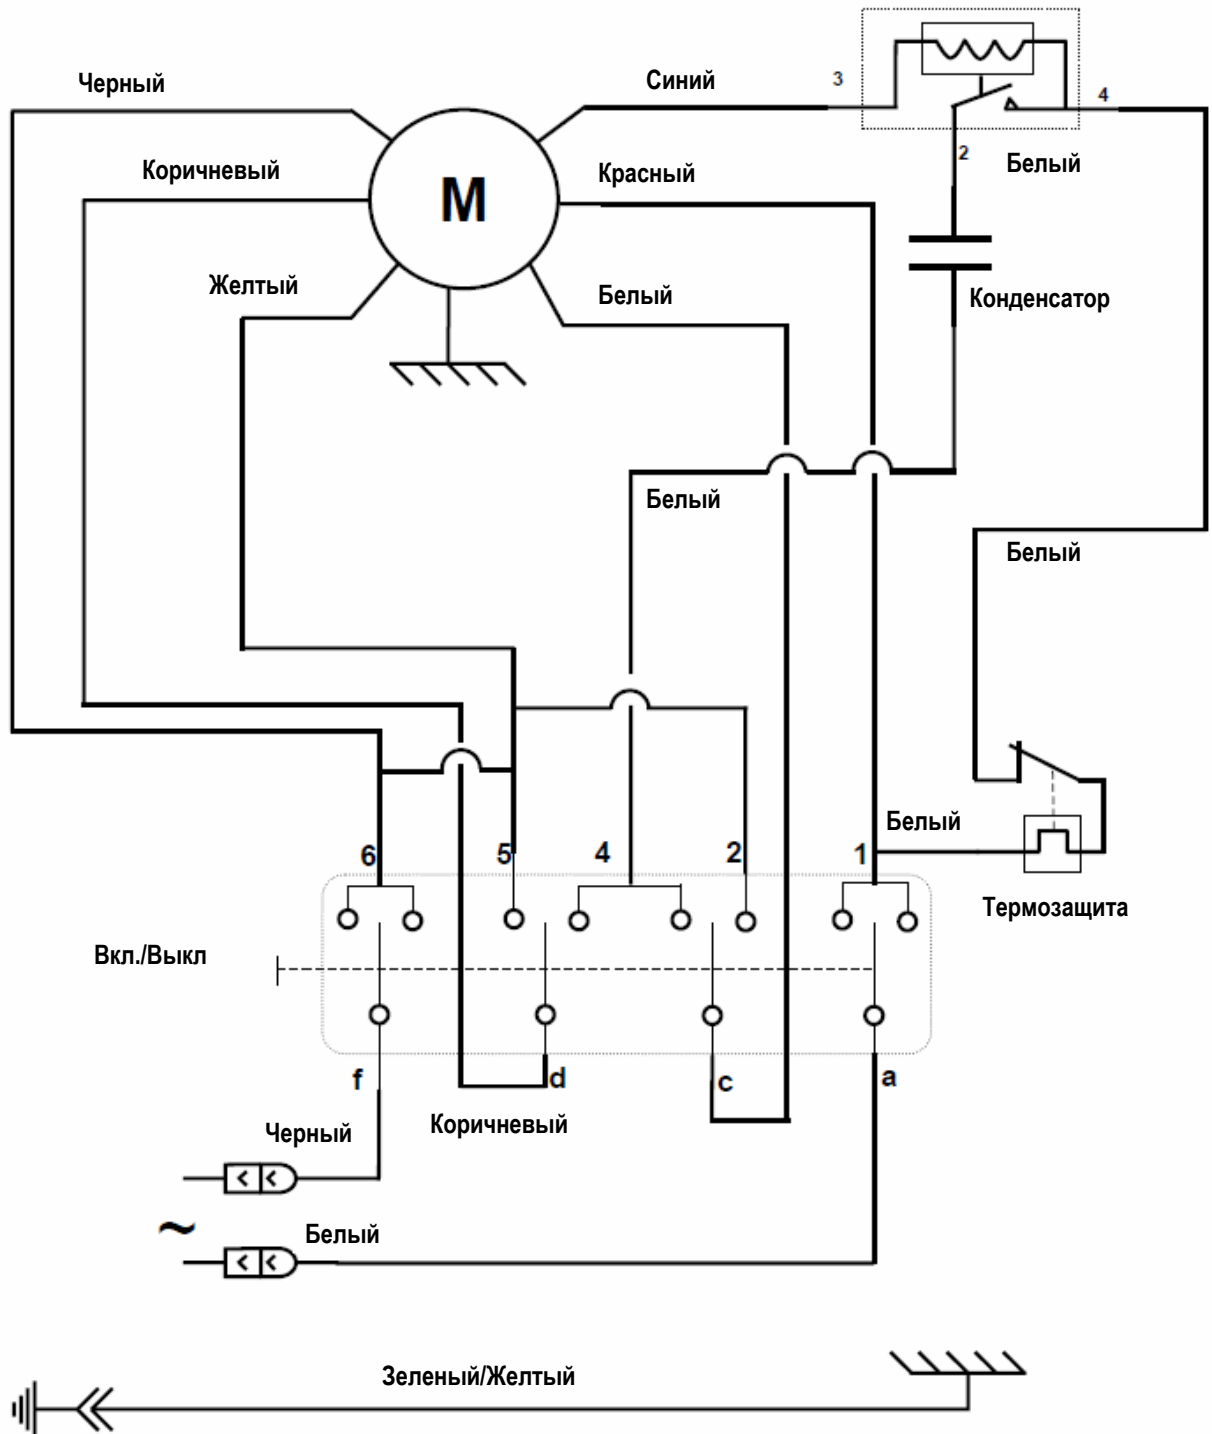 Черный
Синий
3
4
Коричневый
Красный
2
Белый
М
Желтый
Белый
Конденсатор
Белый
Белый
Белый
6
5
4
2
1
Термозащита
Вкл./Выкл
f
d
c
a
Коричневый
Черный
~
Белый
Зеленый/Желтый